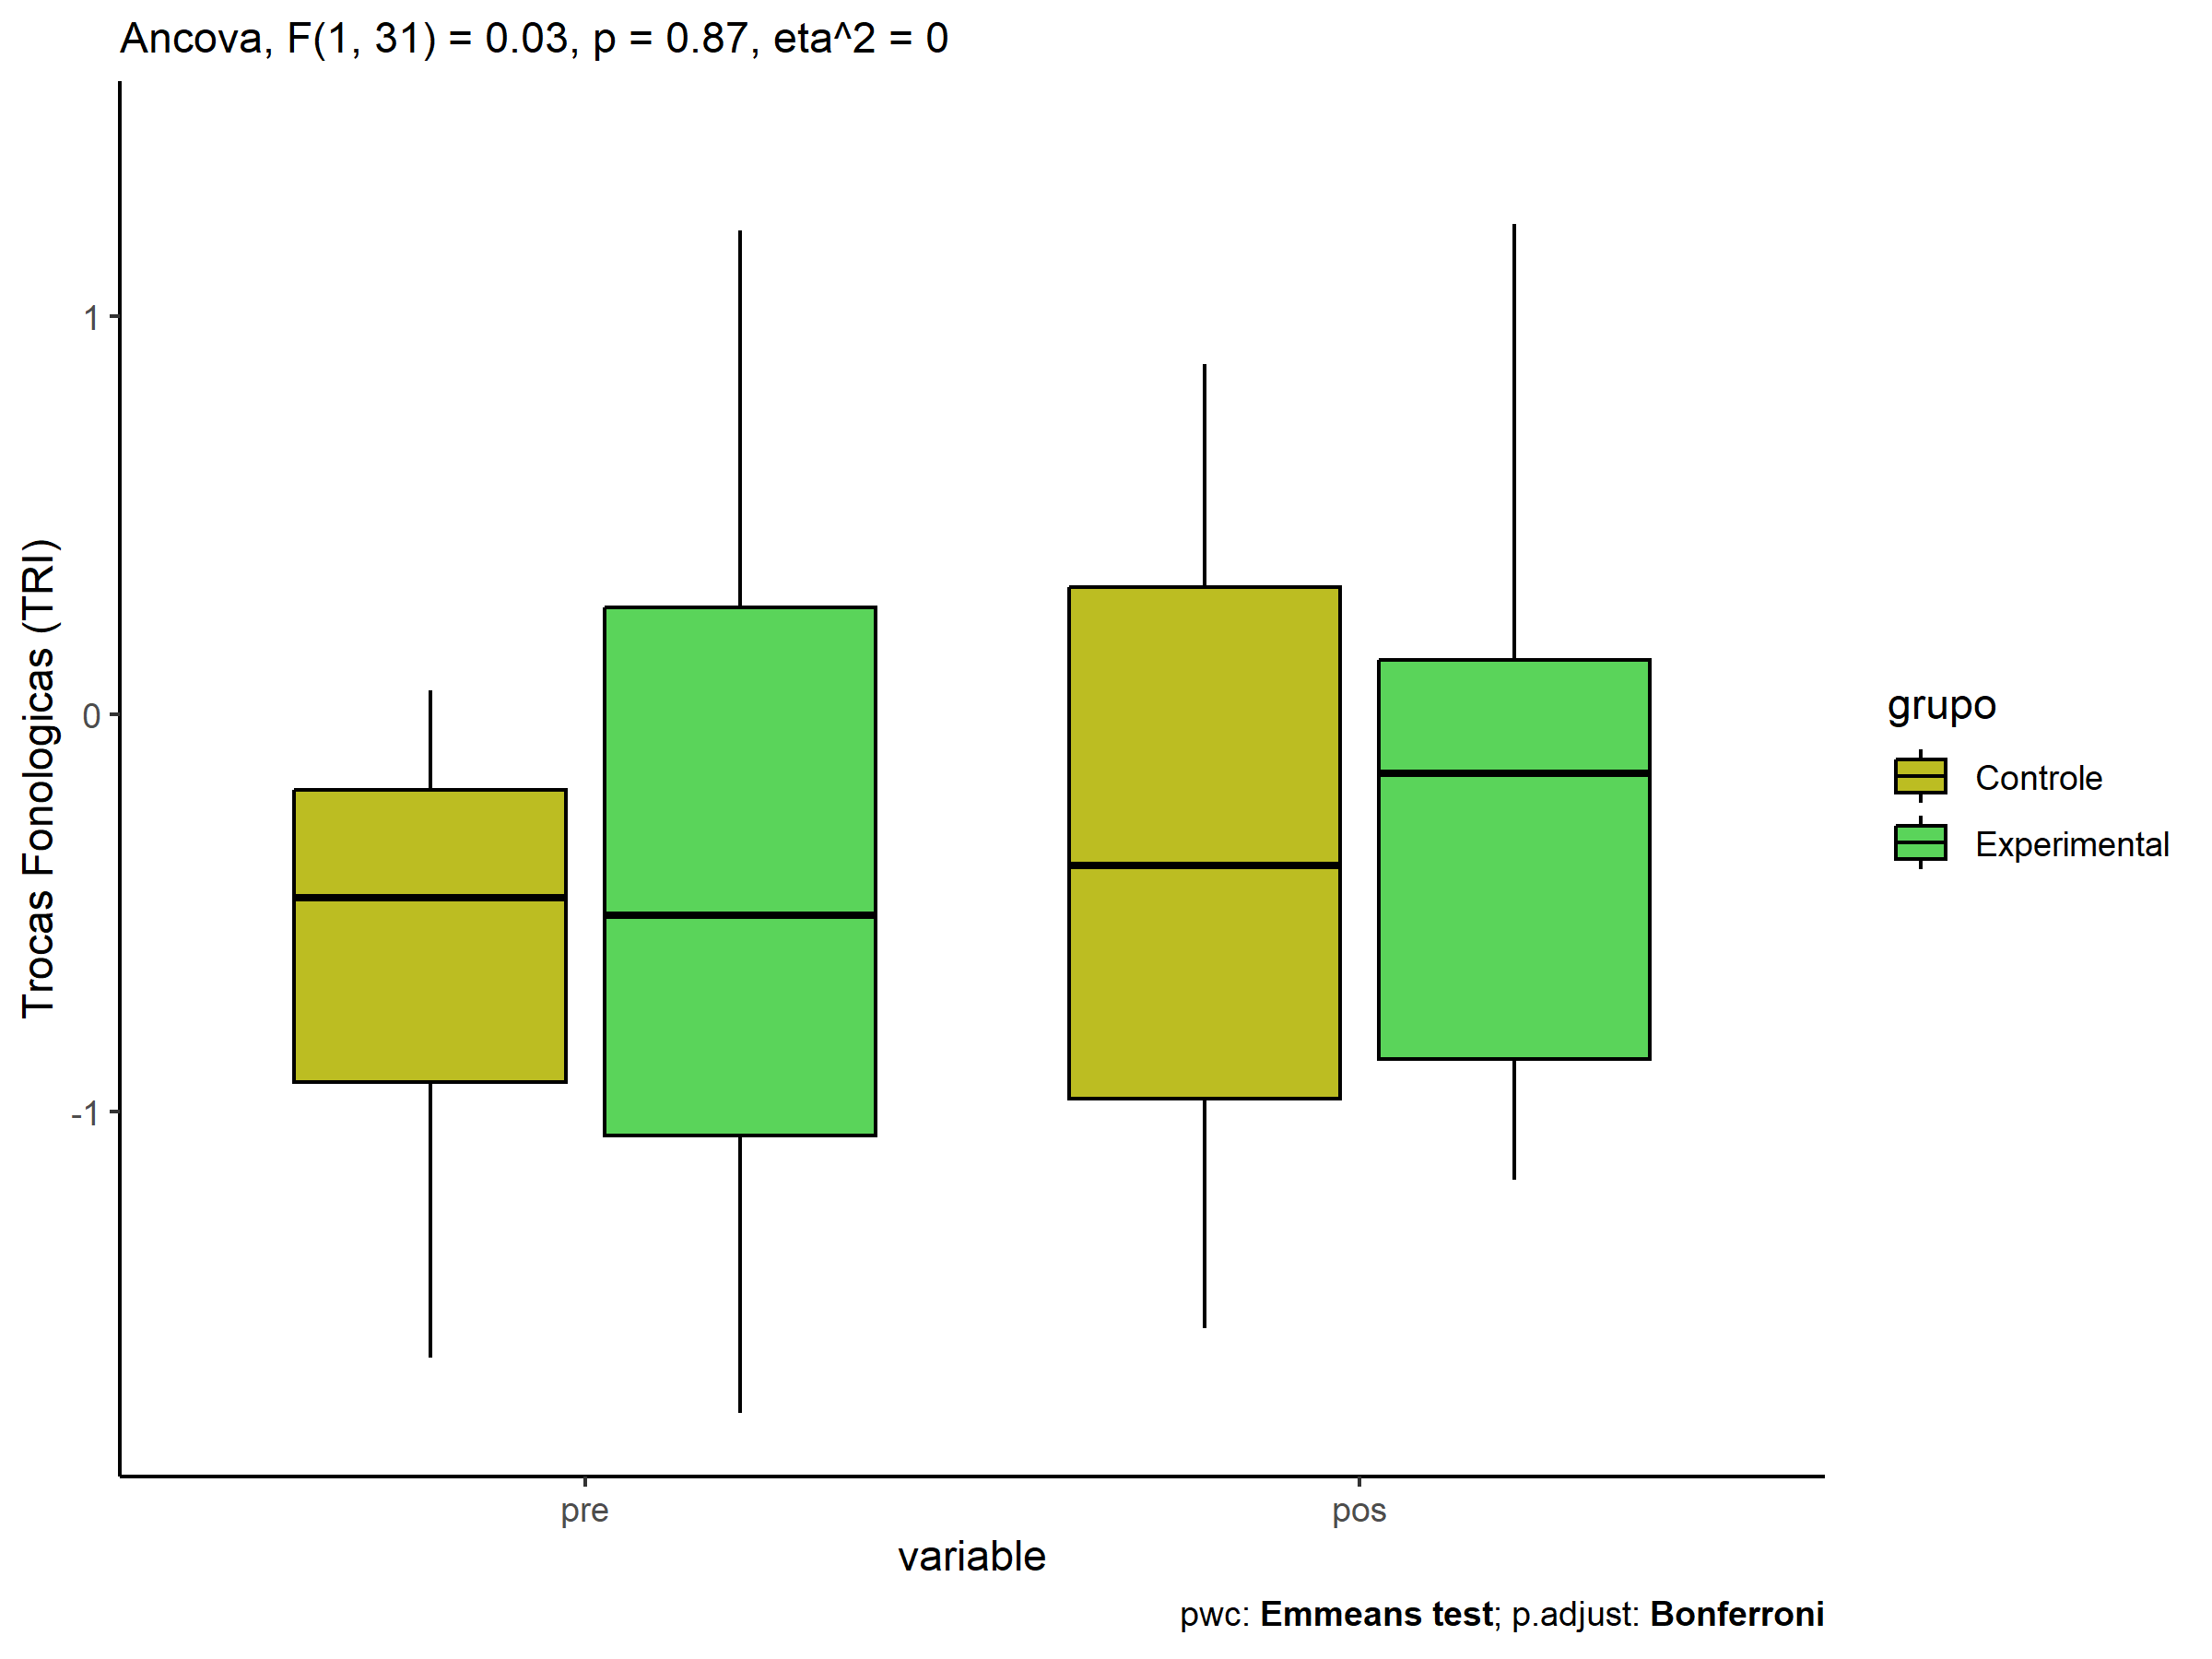 Ancova, F(1, 31) = 0.03, p = 0.87, eta^2 = 0
Trocas Fonologicas (TRI)
1
0
-1
pre
pos
variable
grupo
Controle
Experimental
pwc: Emmeans test; p.adjust: Bonferroni